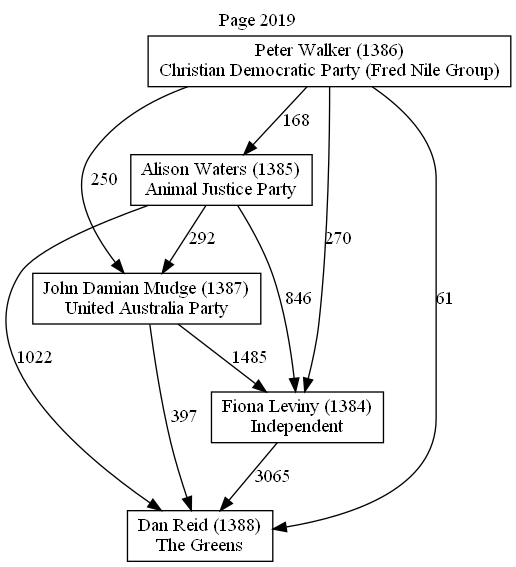 Page 2019
Peter Walker (1386)
Christian Democratic Party (Fred Nile Group)
168
Alison Waters (1385)
Animal Justice Party
250
292
270
John Damian Mudge (1387)
United Australia Party
846
61
1022
1485
397
Fiona Leviny (1384)
Independent
3065
Dan Reid (1388)
The Greens